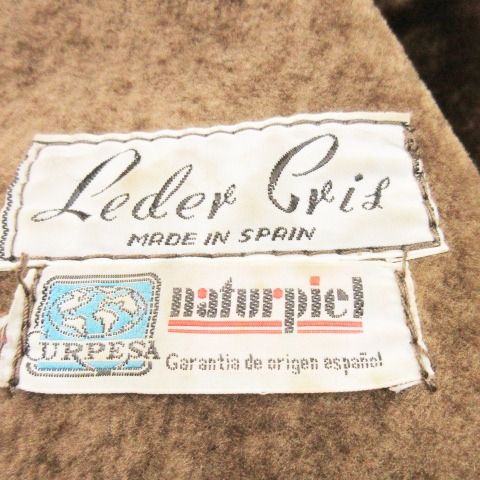 Leder Cris
MADE IN SPAIN
naturpiel
CURPESA
Garantia de origen español